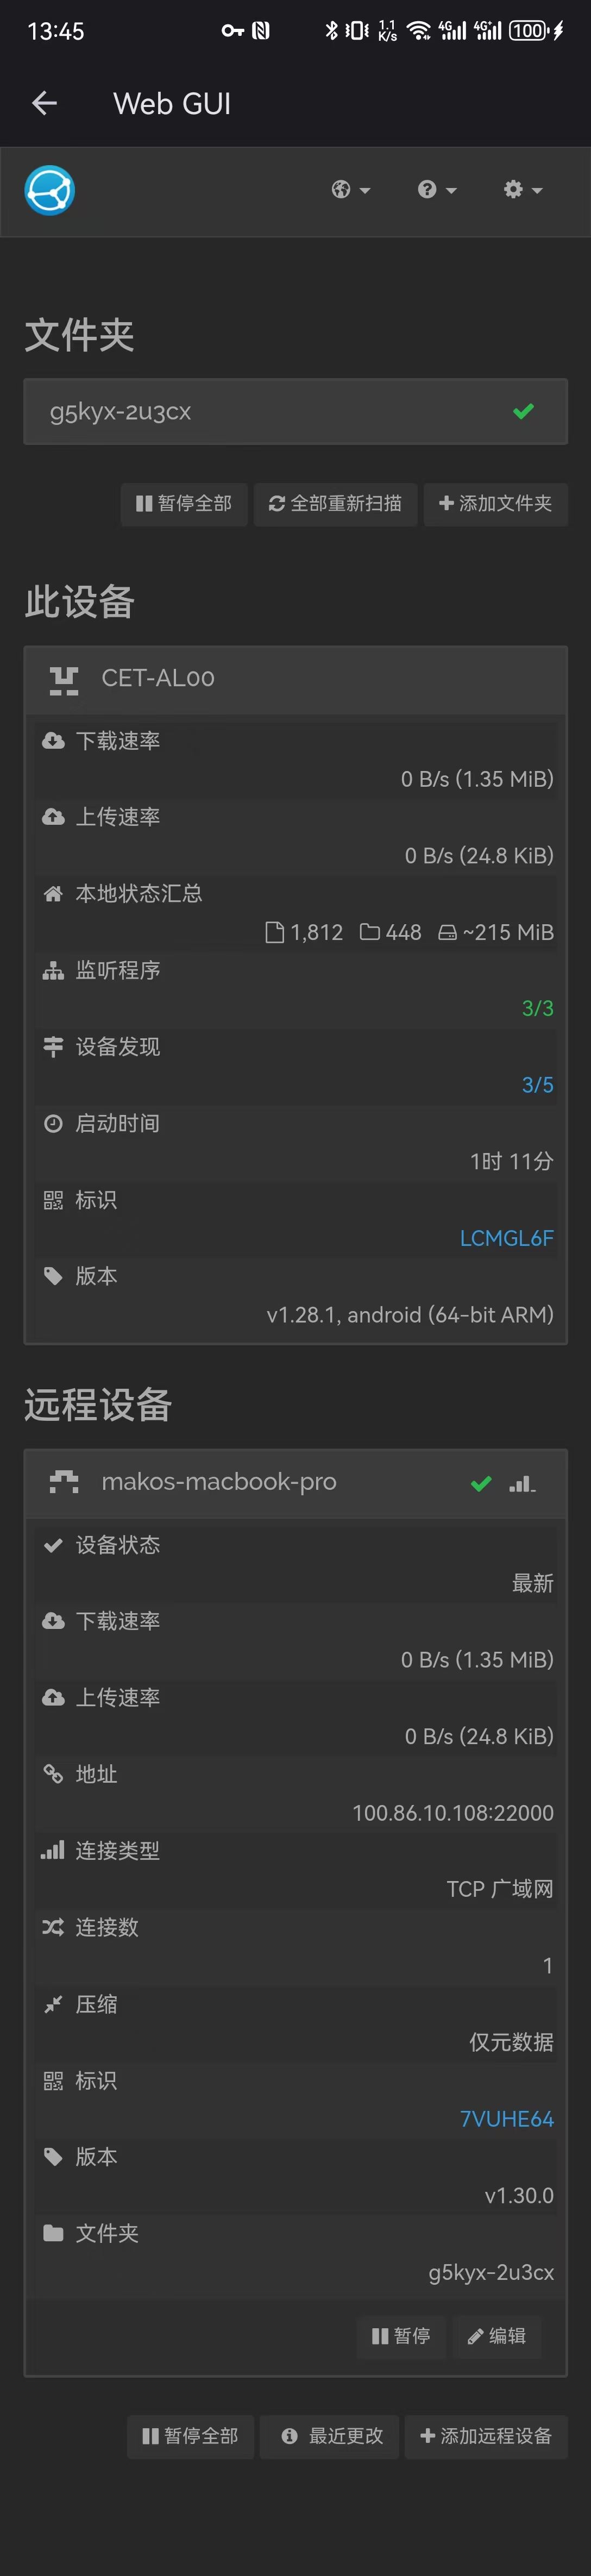 13:45
1.1 K/s 4G 4G+ 100
Web GUI
文件夹
g5kyx-2u3cx
暂停全部 全部重新扫描 添加文件夹
此设备
CET-AL00
下载速率
0 B/s (1.35 MiB)
上传速率
0 B/s (24.8 KiB)
本地状态汇总
1,812 448 ~215 MiB
监听程序
3/3
设备发现
3/5
启动时间
1时 11分
标识
LCMGL6F
版本
v1.28.1, android (64-bit ARM)
远程设备
makos-macbook-pro
设备状态
最新
下载速率
0 B/s (1.35 MiB)
上传速率
0 B/s (24.8 KiB)
地址
100.86.10.108:22000
连接类型
TCP 广域网
连接数
1
压缩
仅元数据
标识
7VUHE64
版本
v1.30.0
文件夹
g5kyx-2u3cx
暂停 编辑
暂停全部 最近更改 添加远程设备